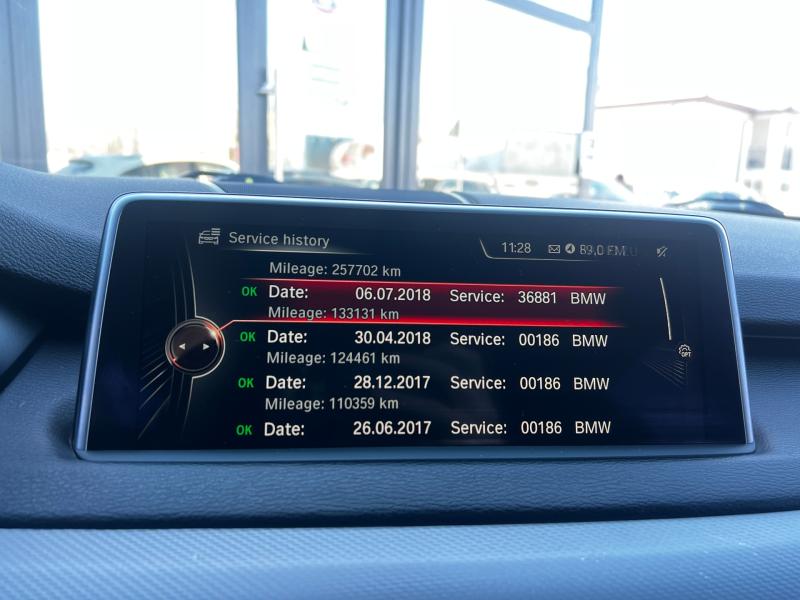 Service history
11:28
Mileage: 257702 km
OK Date: 06.07.2018 Service: 36881 BMW
Mileage: 133131 km
OK Date: 30.04.2018 Service: 00186 BMW
Mileage: 124461 km
OK Date: 28.12.2017 Service: 00186 BMW
Mileage: 110359 km
OK Date: 26.06.2017 Service: 00186 BMW
OPT